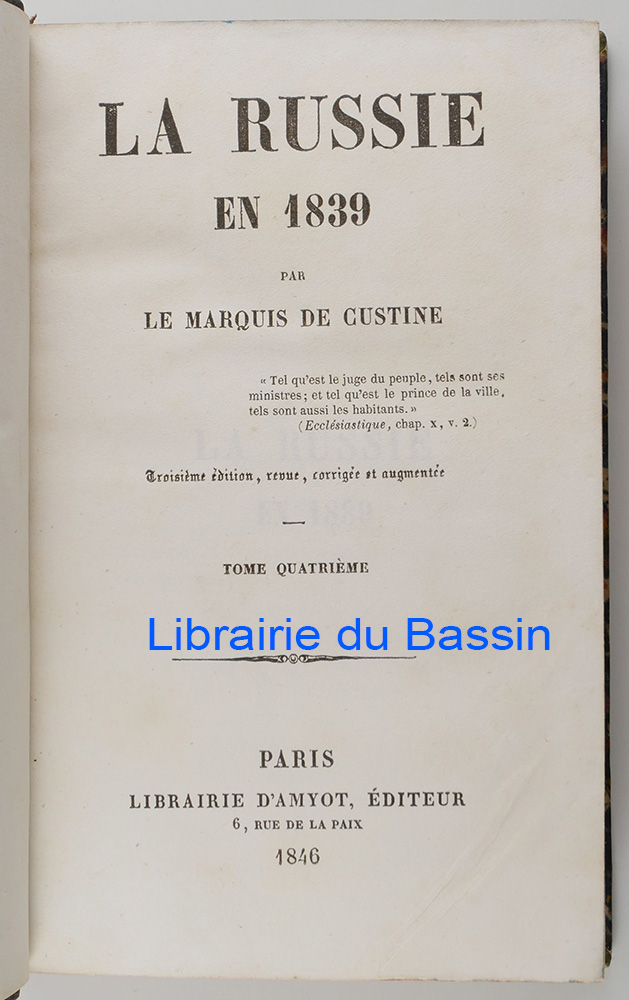 LA RUSSIE
EN 1839
PAR
LE MARQUIS DE CUSTINE
« Tel qu'est le juge du peuple, tels sont ses
ministres; et tel qu'est le prince de la ville,
tels sont aussi les habitants. »
(Ecclésiastique, chap. x, v. 2.)
Troisième édition, revue, corrigée et augmentée
TOME QUATRIÈME
Librairie du Bassin
PARIS
LIBRAIRIE D'AMYOT, ÉDITEUR
6, RUE DE LA PAIX
1846